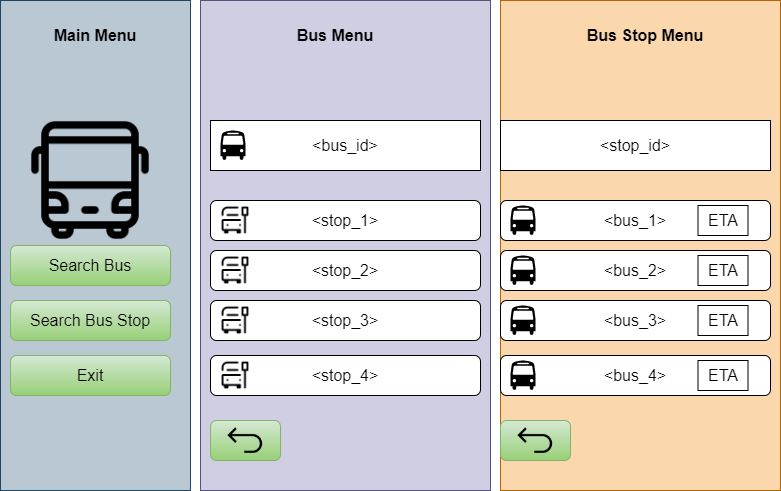 Main Menu
Search Bus
Search Bus Stop
Exit
Bus Menu
<bus_id>
<stop_1>
<stop_2>
<stop_3>
<stop_4>
Bus Stop Menu
<stop_id>
<bus_1> ETA
<bus_2> ETA
<bus_3> ETA
<bus_4> ETA